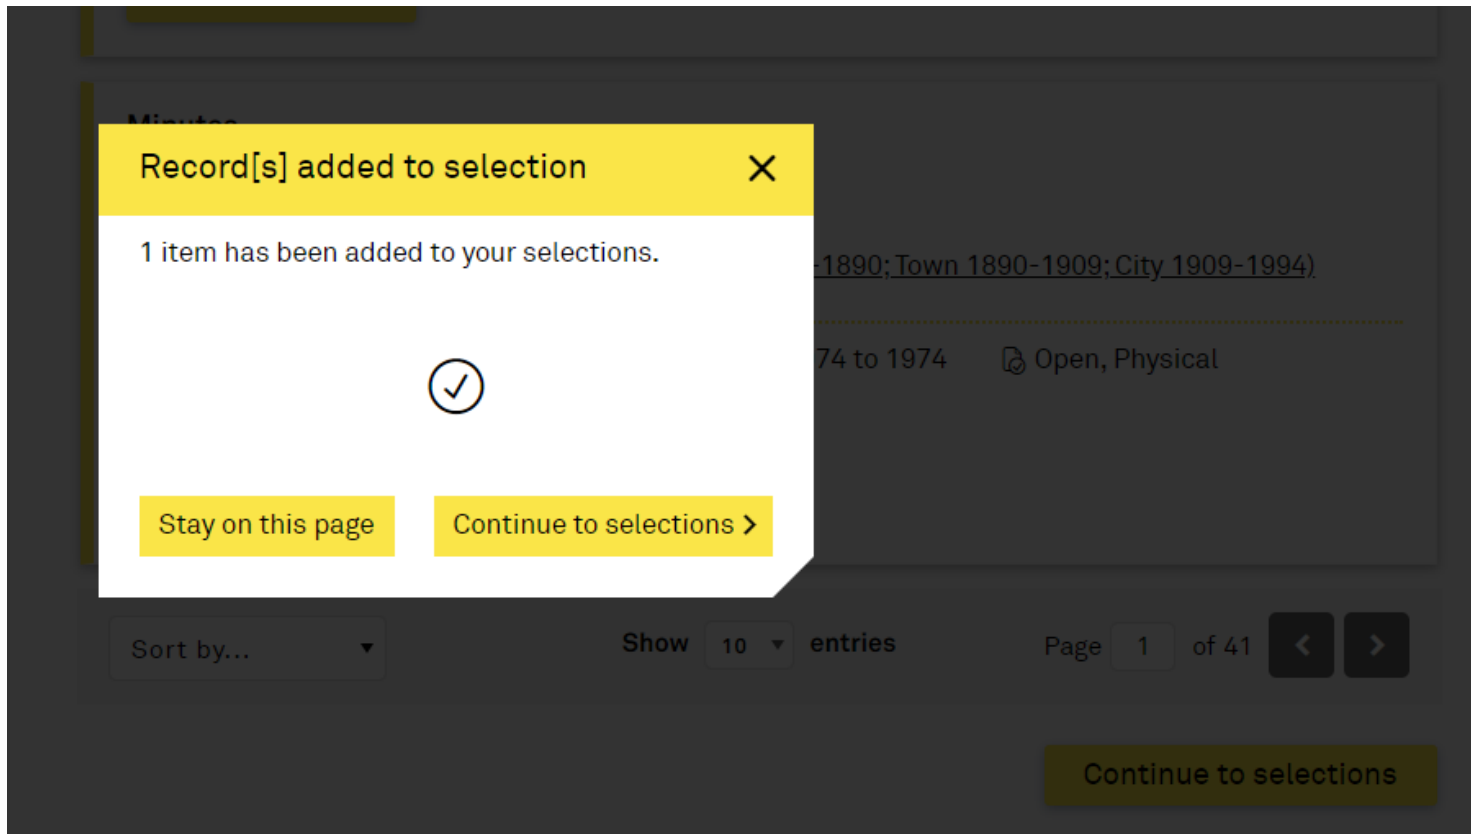 Minutes
Record[s] added to selection
1 item has been added to your selections.
-1890; Town 1890-1909; City 1909-1994)
74 to 1974 Open, Physical
Stay on this page Continue to selections >
Sort by... Show 10 entries Page 1 of 41
Continue to selections